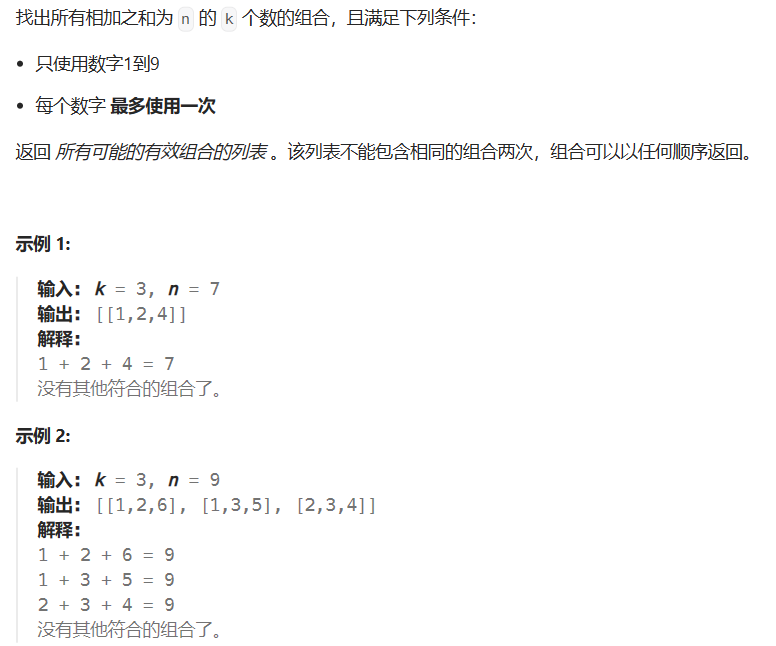 找出所有相加之和为 n 的 k 个数的组合，且满足下列条件：
• 只使用数字1到9
• 每个数字 最多使用一次
返回 所有可能的有效组合的列表 。该列表不能包含相同的组合两次，组合可以以任何顺序返回。
示例 1:
输入: k = 3, n = 7
输出: [[1,2,4]]
解释:
1 + 2 + 4 = 7
没有其他符合的组合了。
示例 2:
输入: k = 3, n = 9
输出: [[1,2,6], [1,3,5], [2,3,4]]
解释:
1 + 2 + 6 = 9
1 + 3 + 5 = 9
2 + 3 + 4 = 9
没有其他符合的组合了。